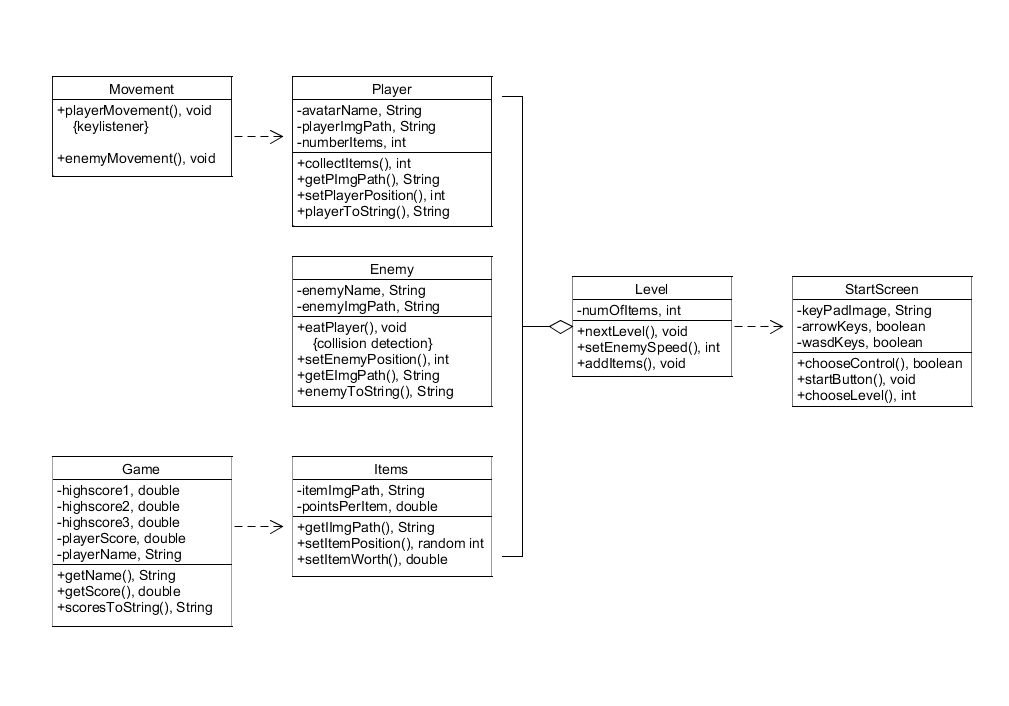 Movement
+playerMovement(), void
{keylistener}
+enemyMovement(), void
Player
-avatarName, String
-playerImgPath, String
-numberItems, int
+collectItems(), int
+getPImgPath(), String
+setPlayerPosition(), int
+playerToString(), String
Enemy
-enemyName, String
-enemyImgPath, String
+eatPlayer(), void
{collision detection}
+setEnemyPosition(), int
+getEImgPath(), String
+enemyToString(), String
Level
-numOfItems, int
+nextLevel(), void
+setEnemySpeed(), int
+addItems(), void
StartScreen
-keyPadImage, String
-arrowKeys, boolean
-wasdKeys, boolean
+chooseControl(), boolean
+startButton(), void
+chooseLevel(), int
Game
-highscore1, double
-highscore2, double
-highscore3, double
-playerScore, double
-playerName, String
+getName(), String
+getScore(), double
+scoresToString(), String
Items
-itemImgPath, String
-pointsPerItem, double
+getIImgPath(), String
+setItemPosition(), random int
+setItemWorth(), double